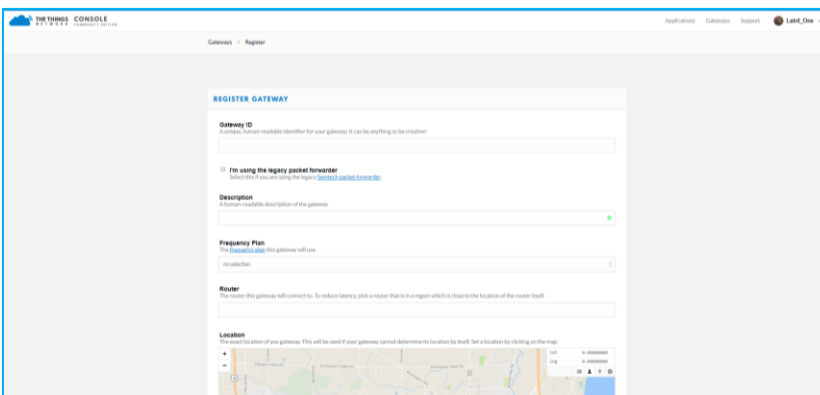 THE THINGS NETWORK CONSOLE COMMUNITY EDITION
Applications Gateways Support Laird_One
Gateways Register
REGISTER GATEWAY
Gateway ID
A unique, human-readable identifier for your gateway. It can be anything so be creative!
I'm using the legacy packet forwarder
Select this if you are using the legacy Semtech packet forwarder.
Description
A human-readable description of the gateway
Frequency Plan
The frequency plan this gateway will use
no selection
Router
The router this gateway will connect to. To reduce latency, pick a router that is in a region which is close to the location of the router itself.
Location
The exact location of you gateway. This will be used if your gateway cannot determine its location by itself. Set a location by clicking on the map.
+
lat 0.00000000
lng 0.00000000
-